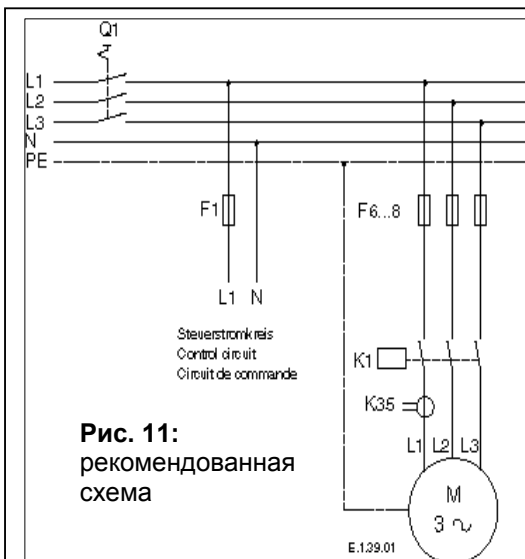 Q1
L1
L2
L3
N
PE
F1
F6...8
L1 N
Steuerstromkreis
Control circuit
Circuit de commande
K1
K35
L1 L2 L3
Рис. 11:
рекомендованная
схема
M
3 ~
E.1.39.01